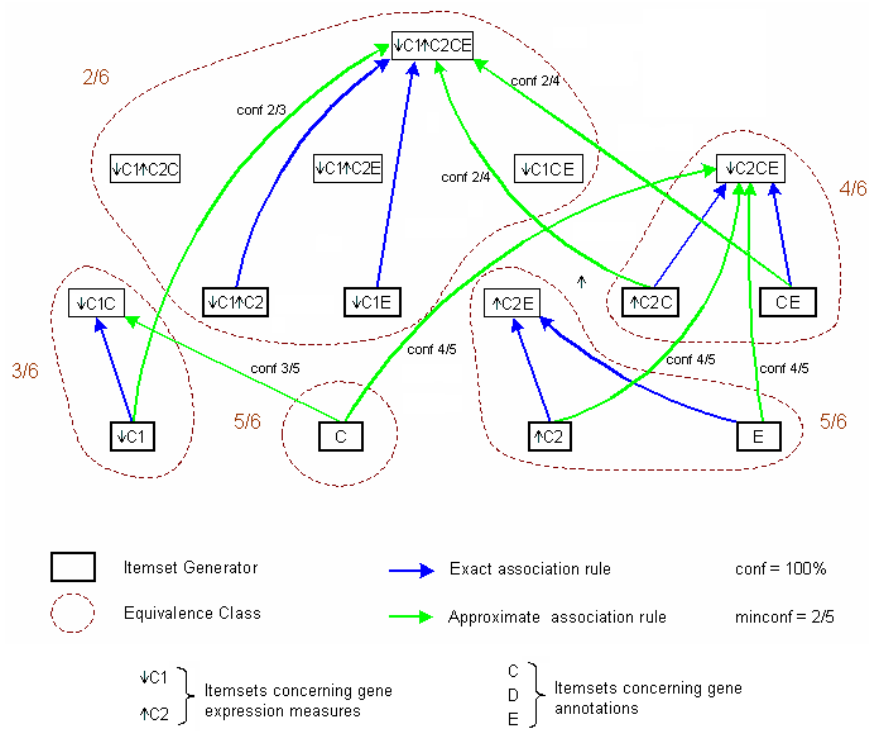 ↓C1↑C2CE
2/6
conf 2/3
conf 2/4
↓C1↑C2C
↓C1↑C2E
↓C1CE
conf 2/4
↓C2CE
4/6
↓C1C
↓C1↑C2
↓C1E
↑C2E
↑
↑C2C
CE
3/6
conf 3/5
conf 4/5
conf 4/5
conf 4/5
5/6
5/6
↓C1
C
↑C2
E
Itemset Generator
Exact association rule
conf = 100%
Equivalence Class
Approximate association rule
minconf = 2/5
↓C1
↑C2
Itemsets concerning gene
expression measures
C
D
E
Itemsets concerning gene
annotations